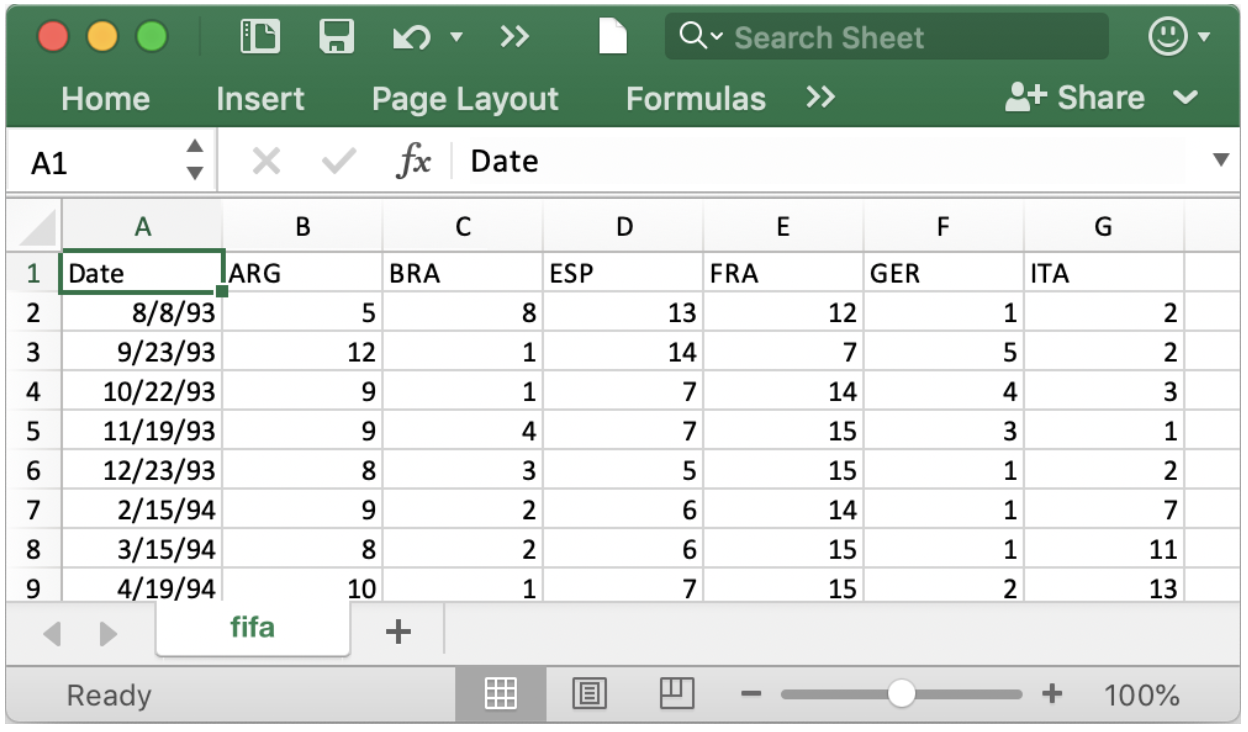 Search Sheet
Home Insert Page Layout Formulas >> Share
A1 fx Date
A B C D E F G
1 Date ARG BRA ESP FRA GER ITA
2 8/8/93 5 8 13 12 1 2
3 9/23/93 12 1 14 7 5 2
4 10/22/93 9 1 7 14 4 3
5 11/19/93 9 4 7 15 3 1
6 12/23/93 8 3 5 15 1 2
7 2/15/94 9 2 6 14 1 7
8 3/15/94 8 2 6 15 1 11
9 4/19/94 10 1 7 15 2 13
fifa +
Ready - + 100%